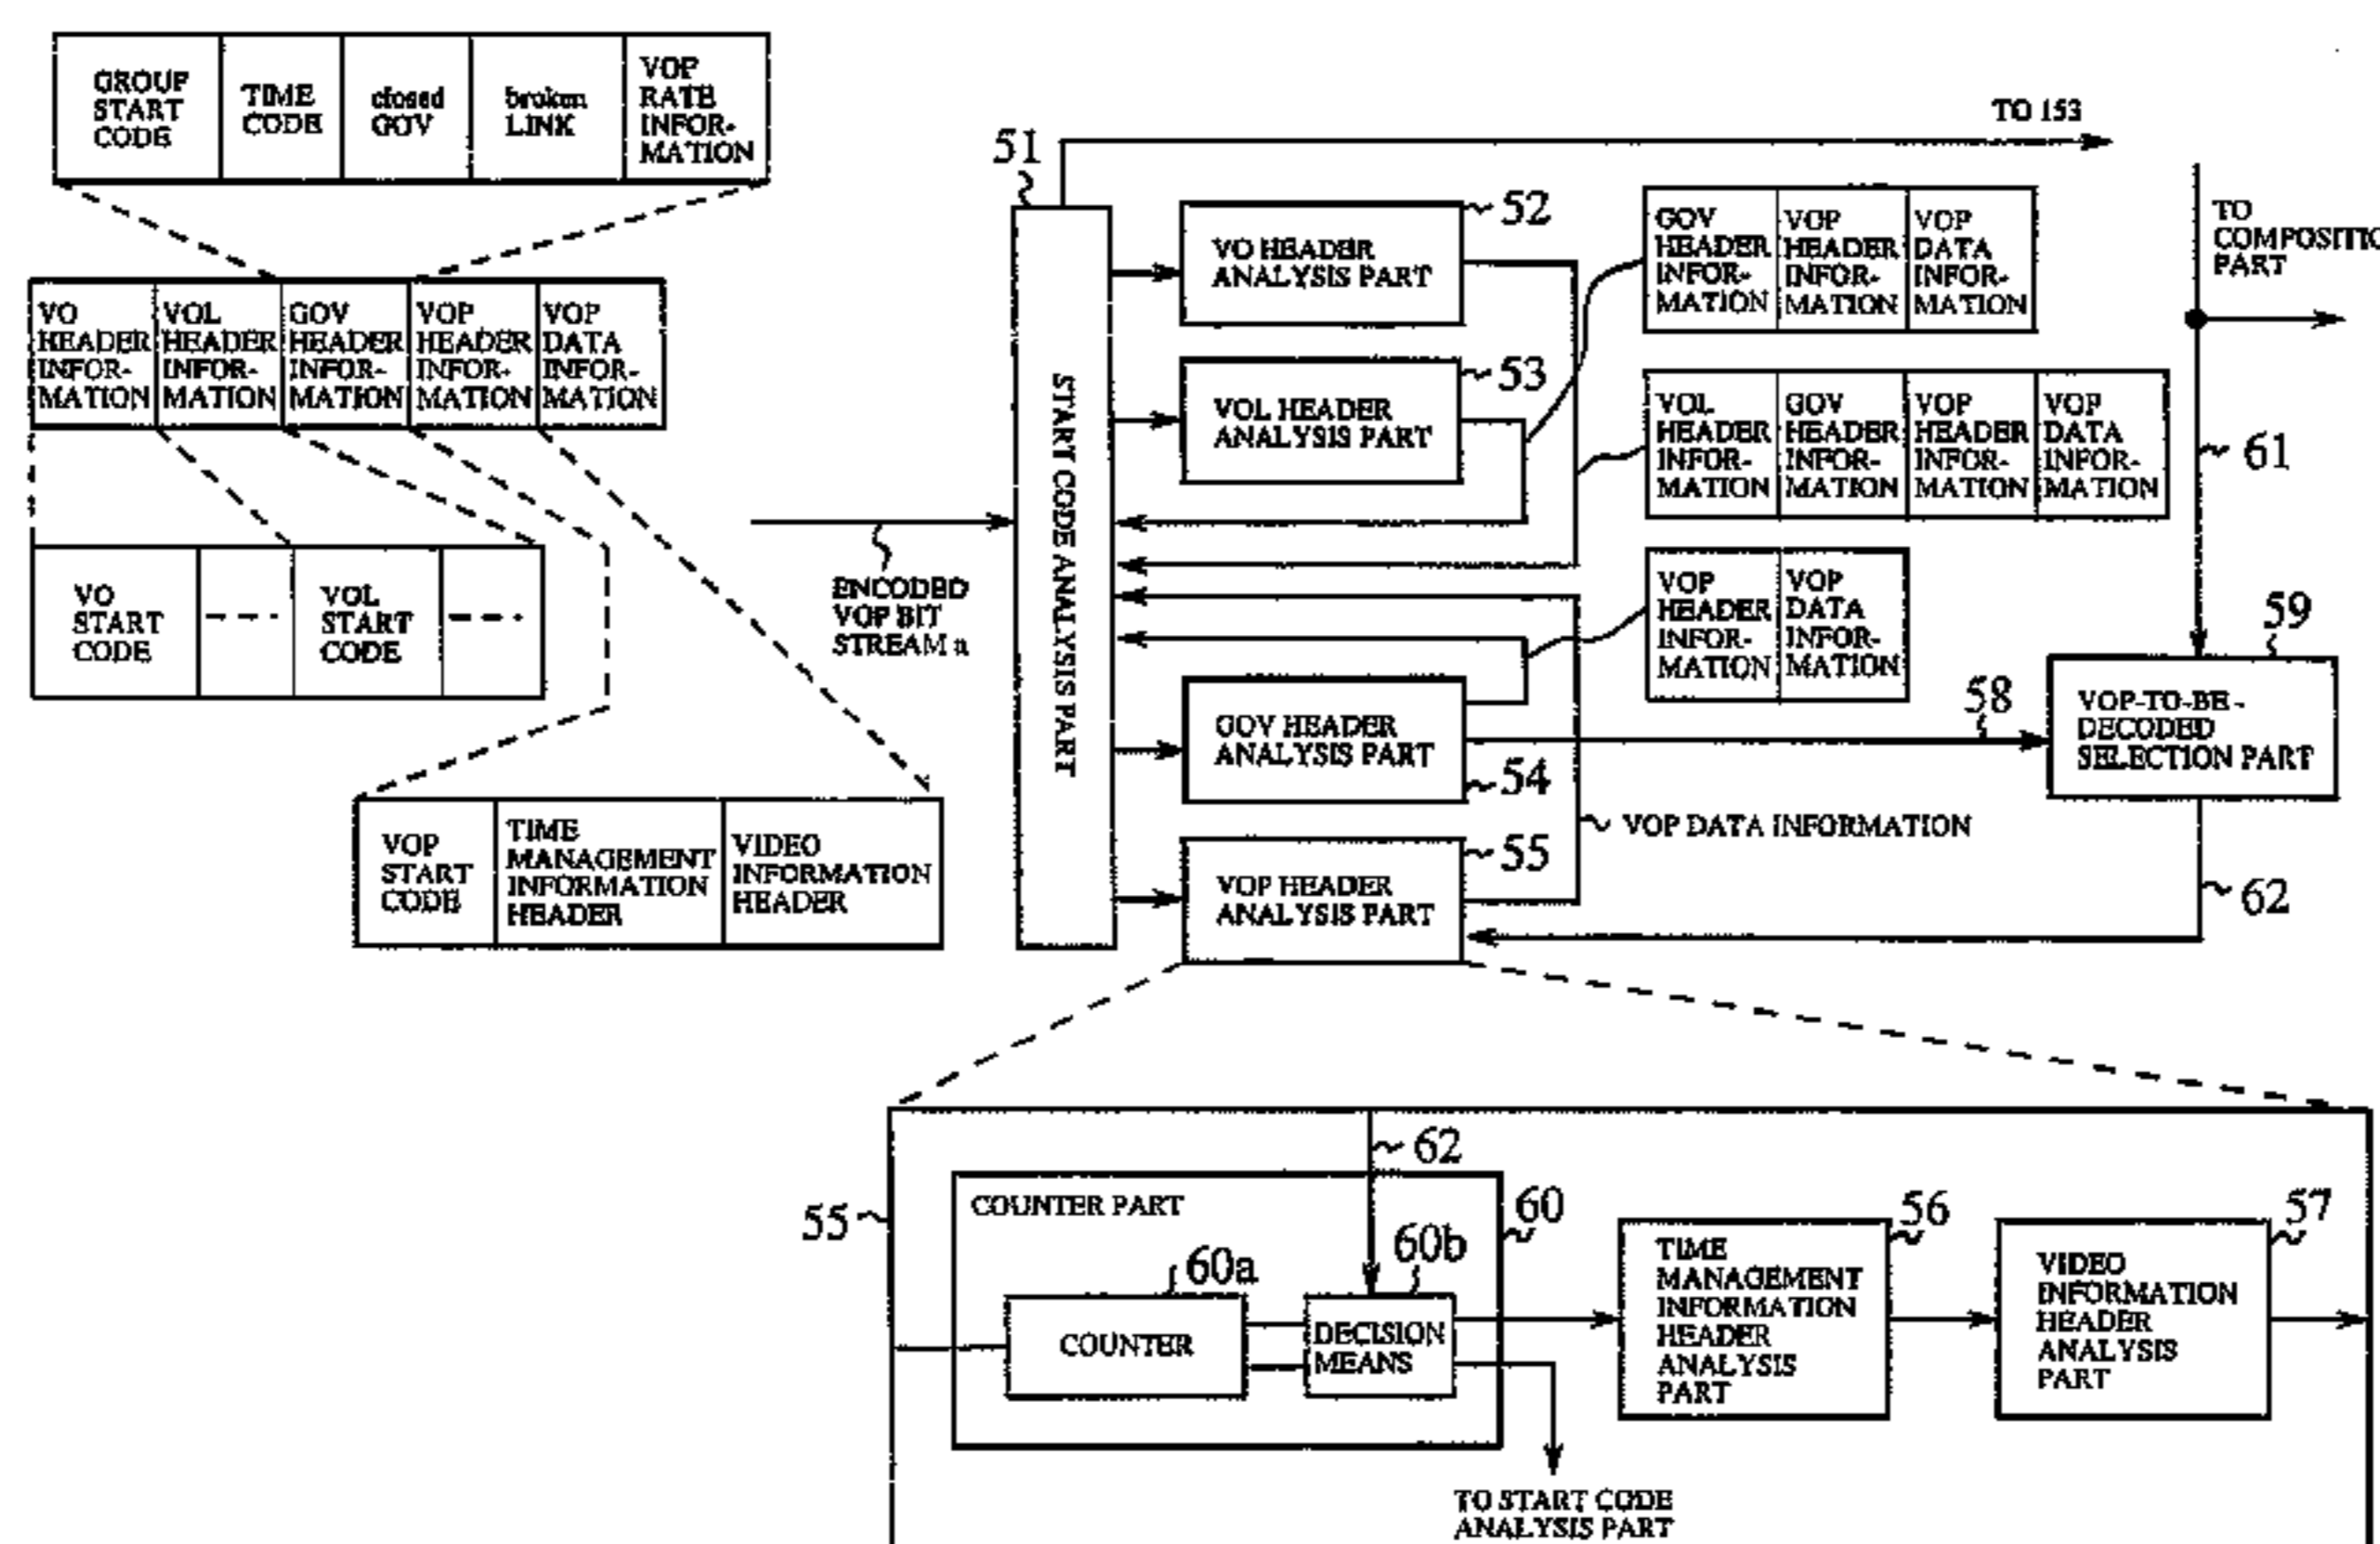 GROUP
START
CODE
TIME
CODE
closed
GOV
broken
LINK
VOP
RATE
INFOR-
MATION
VO
HEADER
INFOR-
MATION
VOL
HEADER
INFOR-
MATION
GOV
HEADER
INFOR-
MATION
VOP
HEADER
INFOR-
MATION
VOP
DATA
INFOR-
MATION
VO
START
CODE
VOL
START
CODE
VOP
START
CODE
TIME
MANAGEMENT
INFORMATION
HEADER
VIDEO
INFORMATION
HEADER
ENCODED
VOP BIT
STREAM a
51
START CODE ANALYSIS PART
TO 153
52
VO HEADER
ANALYSIS PART
53
VOL HEADER
ANALYSIS PART
GOV HEADER
ANALYSIS PART
54
55
VOP HEADER
ANALYSIS PART
GOV
HEADER
INFOR-
MATION
VOP
HEADER
INFOR-
MATION
VOP
DATA
INFOR-
MATION
VOL
HEADER
INFOR-
MATION
GOV
HEADER
INFOR-
MATION
VOP
HEADER
INFOR-
MATION
VOP
DATA
INFOR-
MATION
VOP
HEADER
INFOR-
MATION
VOP
DATA
INFOR-
MATION
TO
COMPOSITIO
PART
61
59
58
VOP-TO-BE-
DECODED
SELECTION PART
VOP DATA INFORMATION
62
62
55
COUNTER PART
60
60a
COUNTER
60b
DECISION
MEANS
56
TIME
MANAGEMENT
INFORMATION
HEADER
ANALYSIS
PART
57
VIDEO
INFORMATION
HEADER
ANALYSIS
PART
TO START CODE
ANALYSIS PART